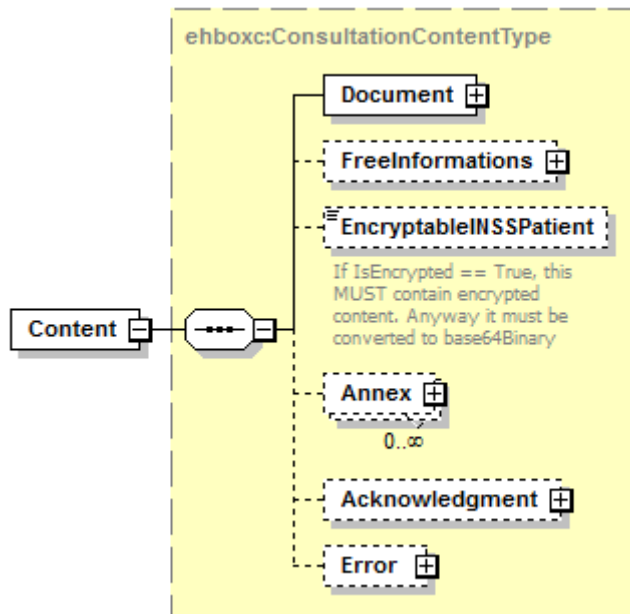 ehboxc:ConsultationContentType
Document
FreeInformations
EncryptableINSSPatient
If IsEncrypted == True, this
MUST contain encrypted
content. Anyway it must be
converted to base64Binary
Content
Annex
0..∞
Acknowledgment
Error